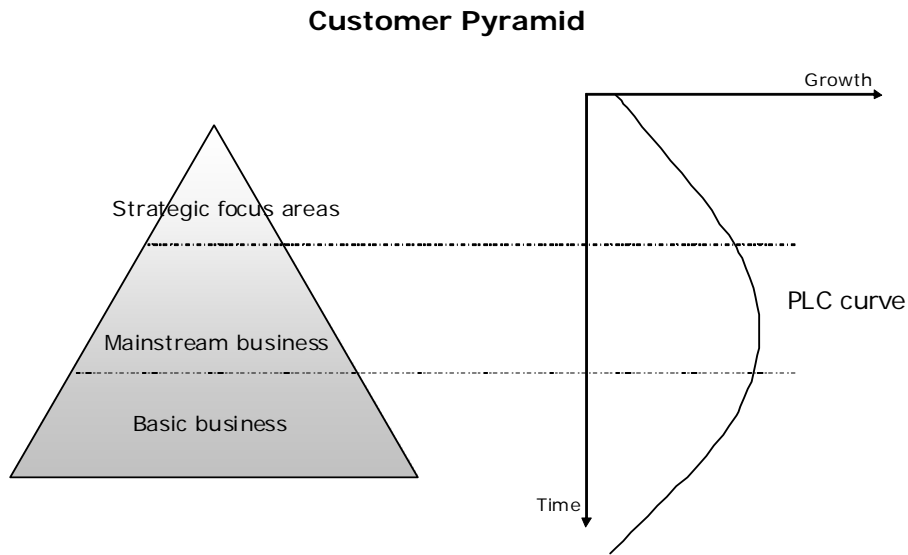 Customer Pyramid
Growth
Strategic focus areas
PLC curve
Mainstream business
Basic business
Time